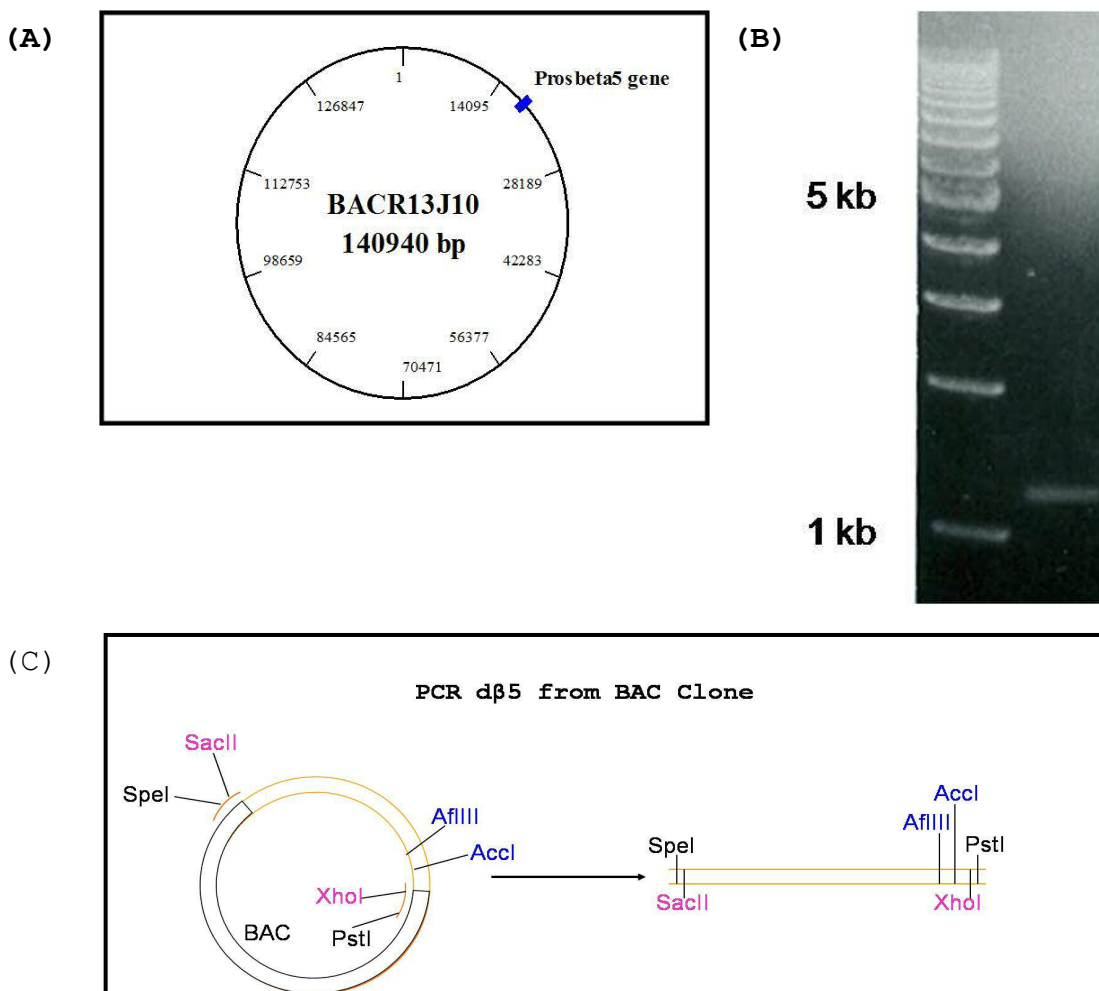 (A)
1
Prosbeta5 gene
126847
14095
112753
28189
BACR13J10
140940 bp
98659
42283
84565
56377
70471
(B)
5 kb
1 kb
(C)
PCR dβ5 from BAC Clone
SacII
SpeI
AflIII
AccI
XhoI
PstI
BAC
AccI
AflIII
SpeI
PstI
SacII
XhoI